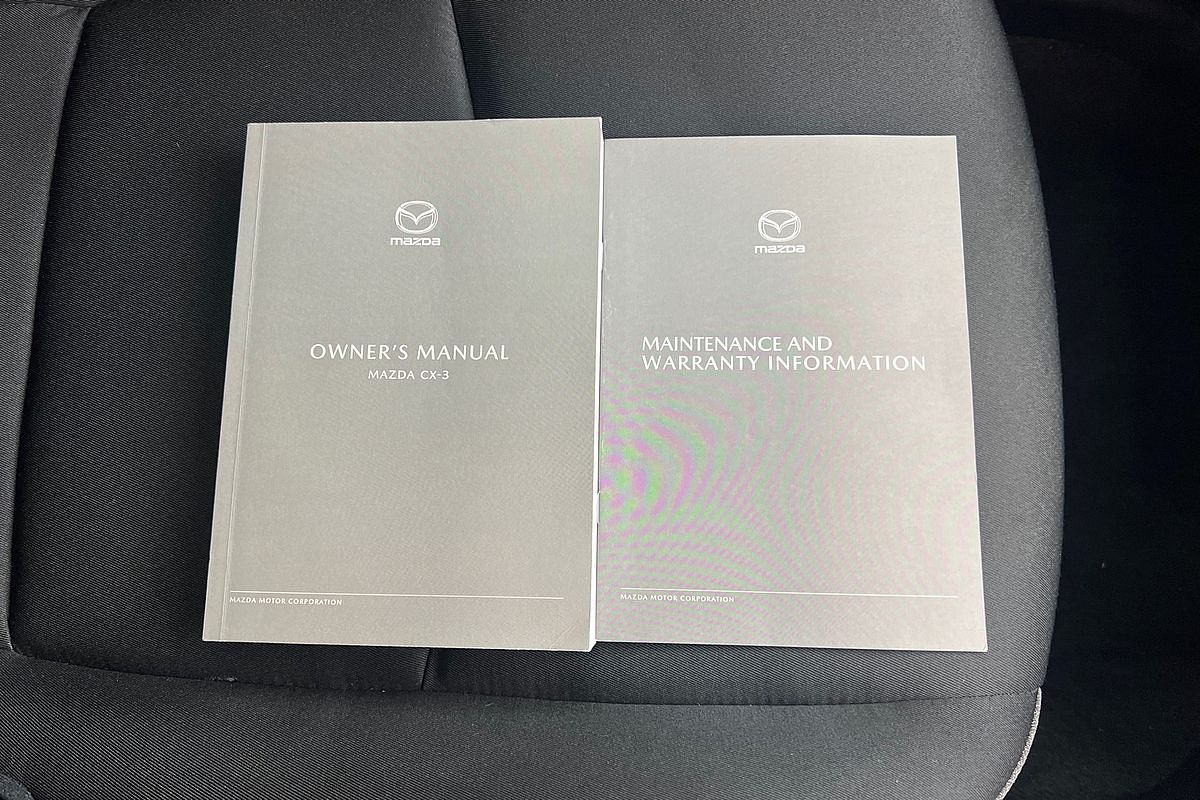 mazda
OWNER'S MANUAL
MAZDA CX-3
MAZDA MOTOR CORPORATION
mazda
MAINTENANCE AND
WARRANTY INFORMATION
MAZDA MOTOR CORPORATION